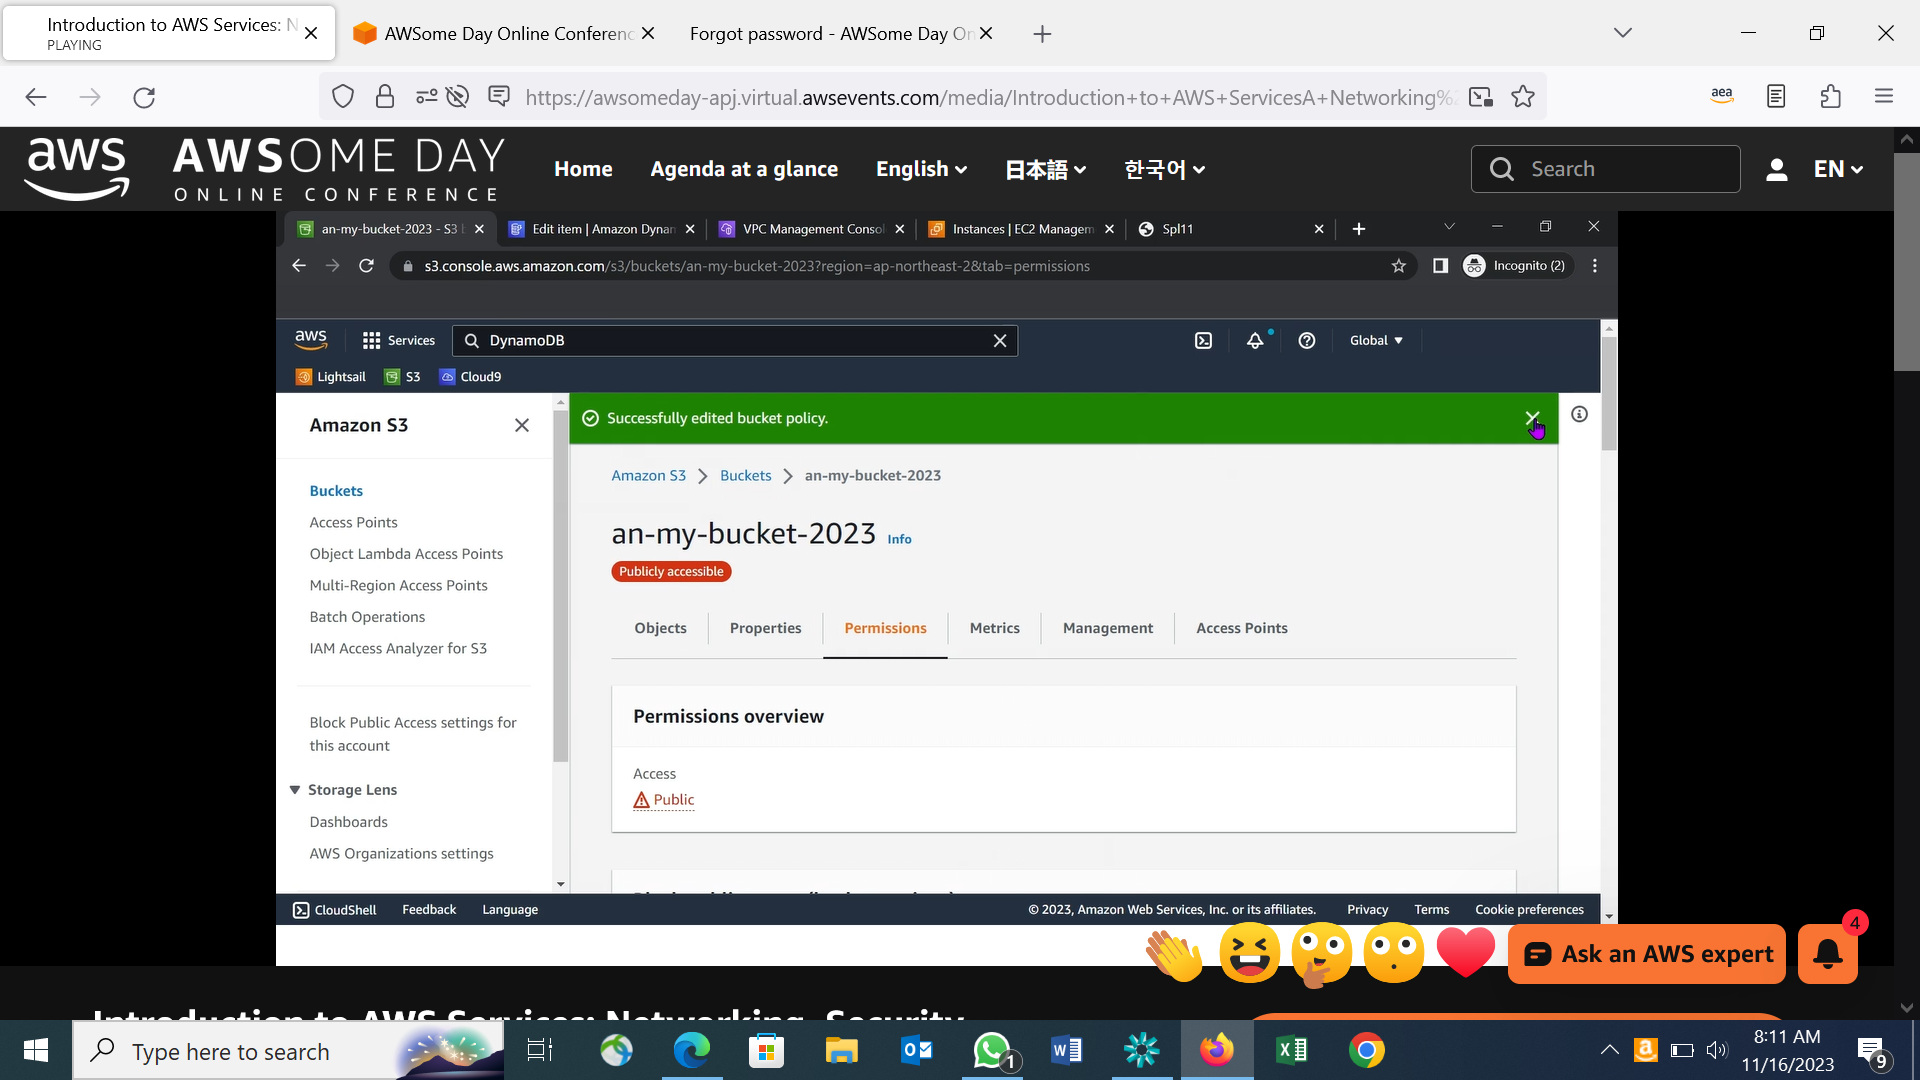 Introduction to AWS Services: N
PLAYING
AWSome Day Online Conferenc
Forgot password - AWSome Day On
https://awsomeday-apj.virtual.awsevents.com/media/Introduction+to+AWS+ServicesA+Networking%
aea
aws
AWSOME DAY
ONLINE CONFERENCE
Home
Agenda at a glance
English
日本語
한국어
Search
EN
an-my-bucket-2023 - S3
Edit item | Amazon Dynam
VPC Management Consol
Instances | EC2 Managem
Spl11
s3.console.aws.amazon.com/s3/buckets/an-my-bucket-2023?region=ap-northeast-2&tab=permissions
Incognito (2)
aws
Services
DynamoDB
Global
Lightsail
S3
Cloud9
Amazon S3
Successfully edited bucket policy.
Buckets
Access Points
Object Lambda Access Points
Multi-Region Access Points
Batch Operations
IAM Access Analyzer for S3
Block Public Access settings for
this account
Storage Lens
Dashboards
AWS Organizations settings
Amazon S3 > Buckets > an-my-bucket-2023
an-my-bucket-2023 Info
Publicly accessible
Objects
Properties
Permissions
Metrics
Management
Access Points
Permissions overview
Access
Public
CloudShell
Feedback
Language
© 2023, Amazon Web Services, Inc. or its affiliates.
Privacy
Terms
Cookie preferences
Ask an AWS expert
4
Introduction to AWS Services: Networking, Security
Type here to search
1
8:11 AM
11/16/2023
9